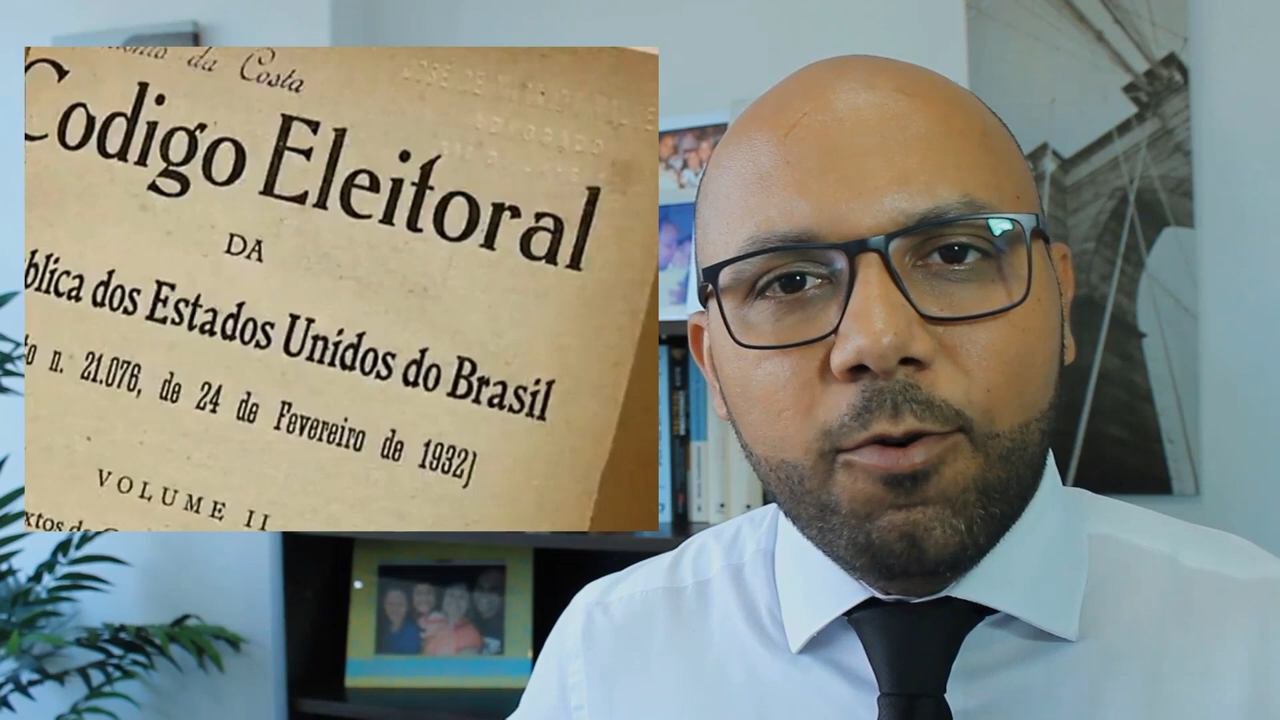 da Costa
Codigo Eleitoral
DA
blica dos Estados Unidos do Brasil
o n. 21.076, de 24 de Fevereiro de 1932)
VOLUME II